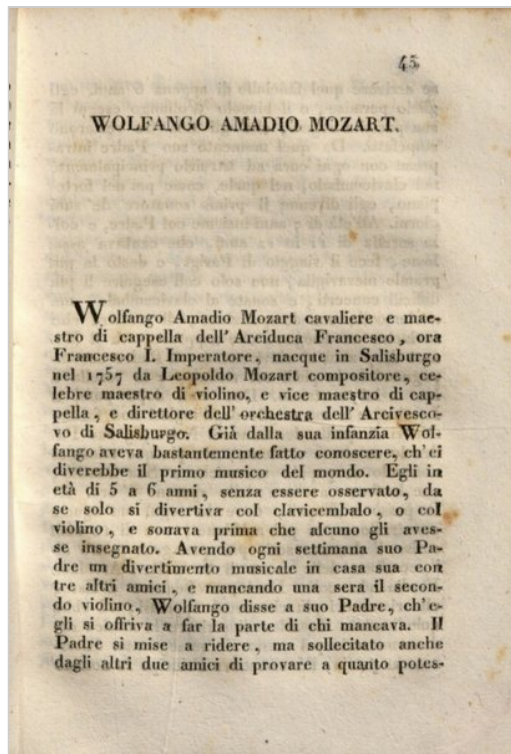 45
WOLFANGO AMADIO MOZART.
Wolfango Amadio Mozart cavaliere e mae-
stro di cappella dell' Arciduca Francesco, ora
Francesco I. Imperatore, nacque in Salisburgo
nel 1757 da Leopoldo Mozart compositore, ce-
lebre maestro di violino, e vice maestro di cap-
pella, e direttore dell' orchestra dell' Arcivesco-
vo di Salisburgo. Già dalla sua infanzia Wol-
fango aveva bastantemente fatto conoscere, ch'ei
diverebbe il primo musico del mondo. Egli in
età di 5 a 6 anni, senza essere osservato, da
se solo si divertiva col clavicembalo, o col
violino, e sonava prima che alcuno gli aves-
se insegnato. Avendo ogni settimana suo Pa-
dre un divertimento musicale in casa sua con
tre altri amici, e mancando una sera il secon-
do violino, Wolfango disse a suo Padre, ch'e-
gli si offriva a far la parte di chi mancava. Il
Padre si mise a ridere, ma sollecitato anche
dagli altri due amici di provare a quanto potes-